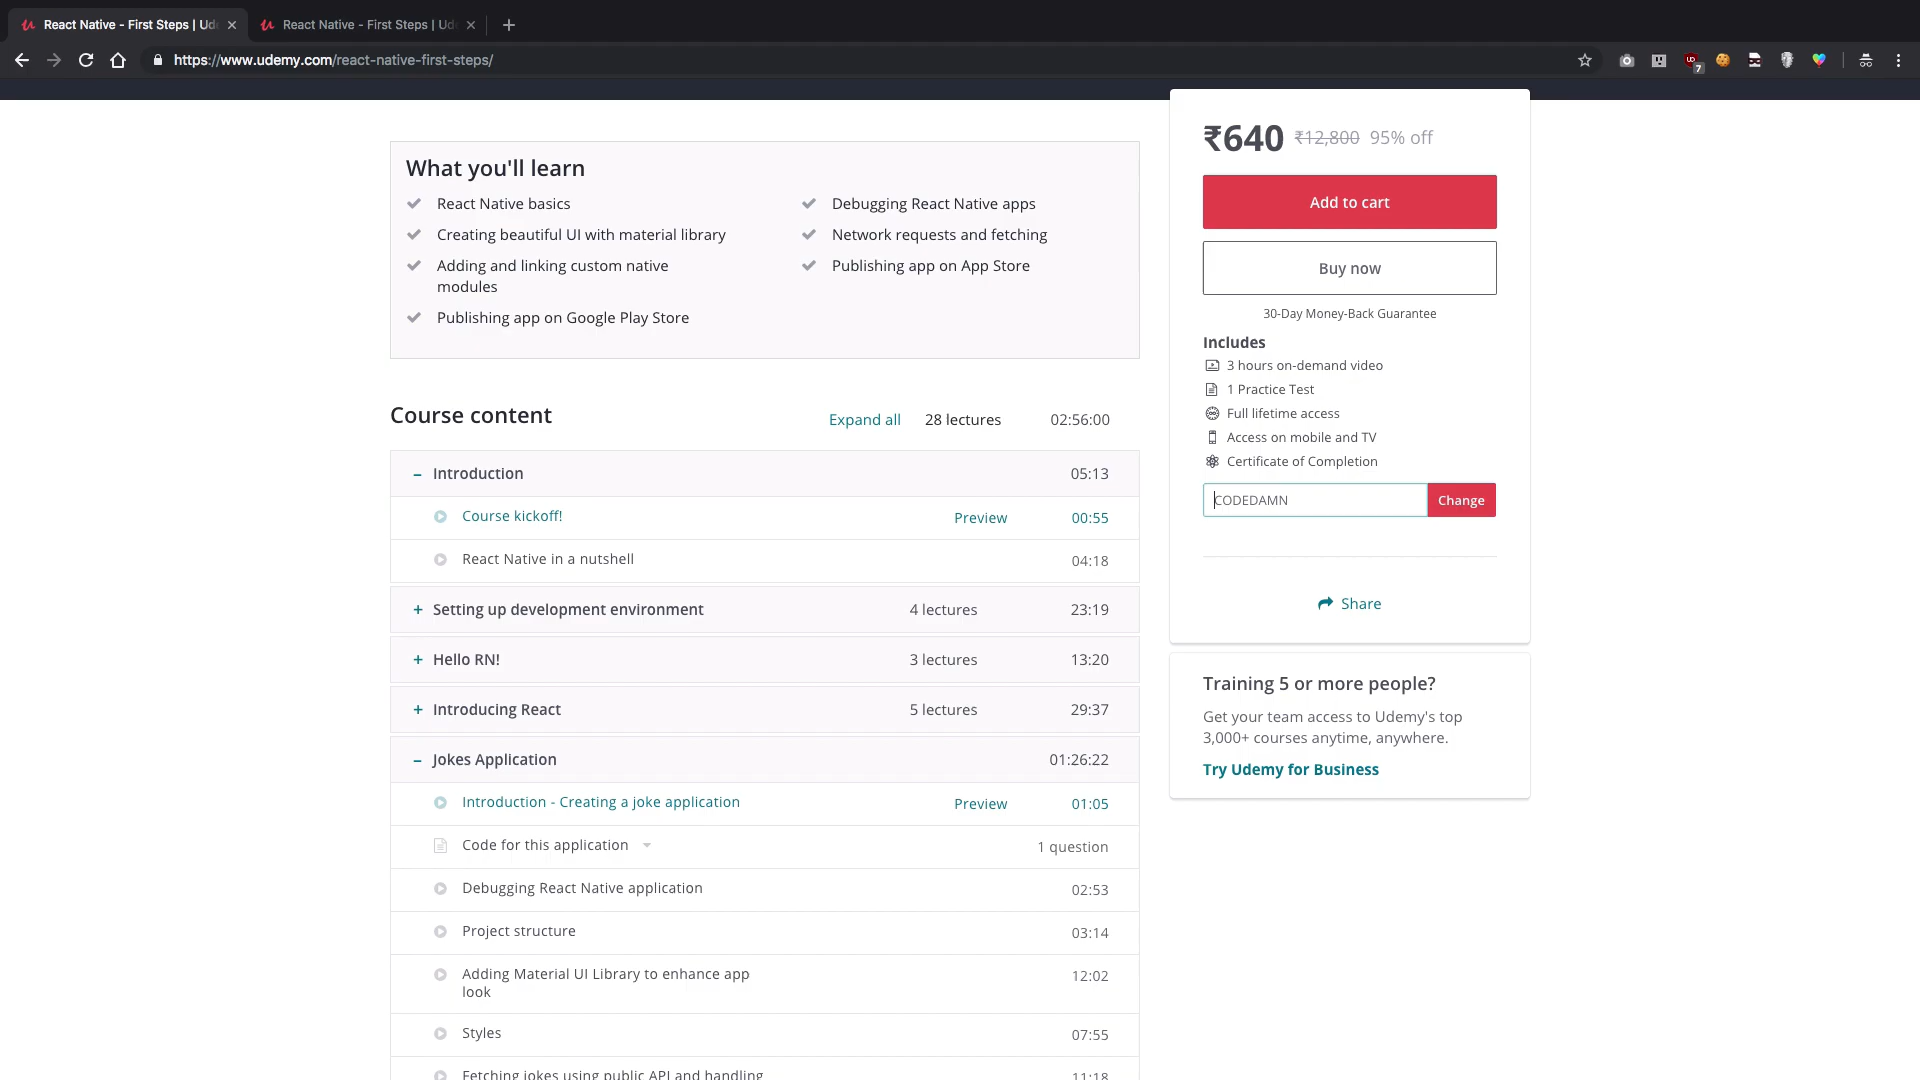 React Native - First Steps | Ud
React Native - First Steps | Ud
https://www.udemy.com/react-native-first-steps/
7
What you'll learn
React Native basics
Creating beautiful UI with material library
Adding and linking custom native
modules
Publishing app on Google Play Store
Debugging React Native apps
Network requests and fetching
Publishing app on App Store
Course content
Expand all 28 lectures 02:56:00
– Introduction 05:13
Course kickoff! Preview 00:55
React Native in a nutshell 04:18
+ Setting up development environment 4 lectures 23:19
+ Hello RN! 3 lectures 13:20
+ Introducing React 5 lectures 29:37
– Jokes Application 01:26:22
Introduction - Creating a joke application Preview 01:05
Code for this application 1 question
Debugging React Native application 02:53
Project structure 03:14
Adding Material UI Library to enhance app
look 12:02
Styles 07:55
Fetching jokes using public API and handling 11:18
₹640 ₹12,800 95% off
Add to cart
Buy now
30-Day Money-Back Guarantee
Includes
3 hours on-demand video
1 Practice Test
Full lifetime access
Access on mobile and TV
Certificate of Completion
CODEDAMN Change
Share
Training 5 or more people?
Get your team access to Udemy's top
3,000+ courses anytime, anywhere.
Try Udemy for Business